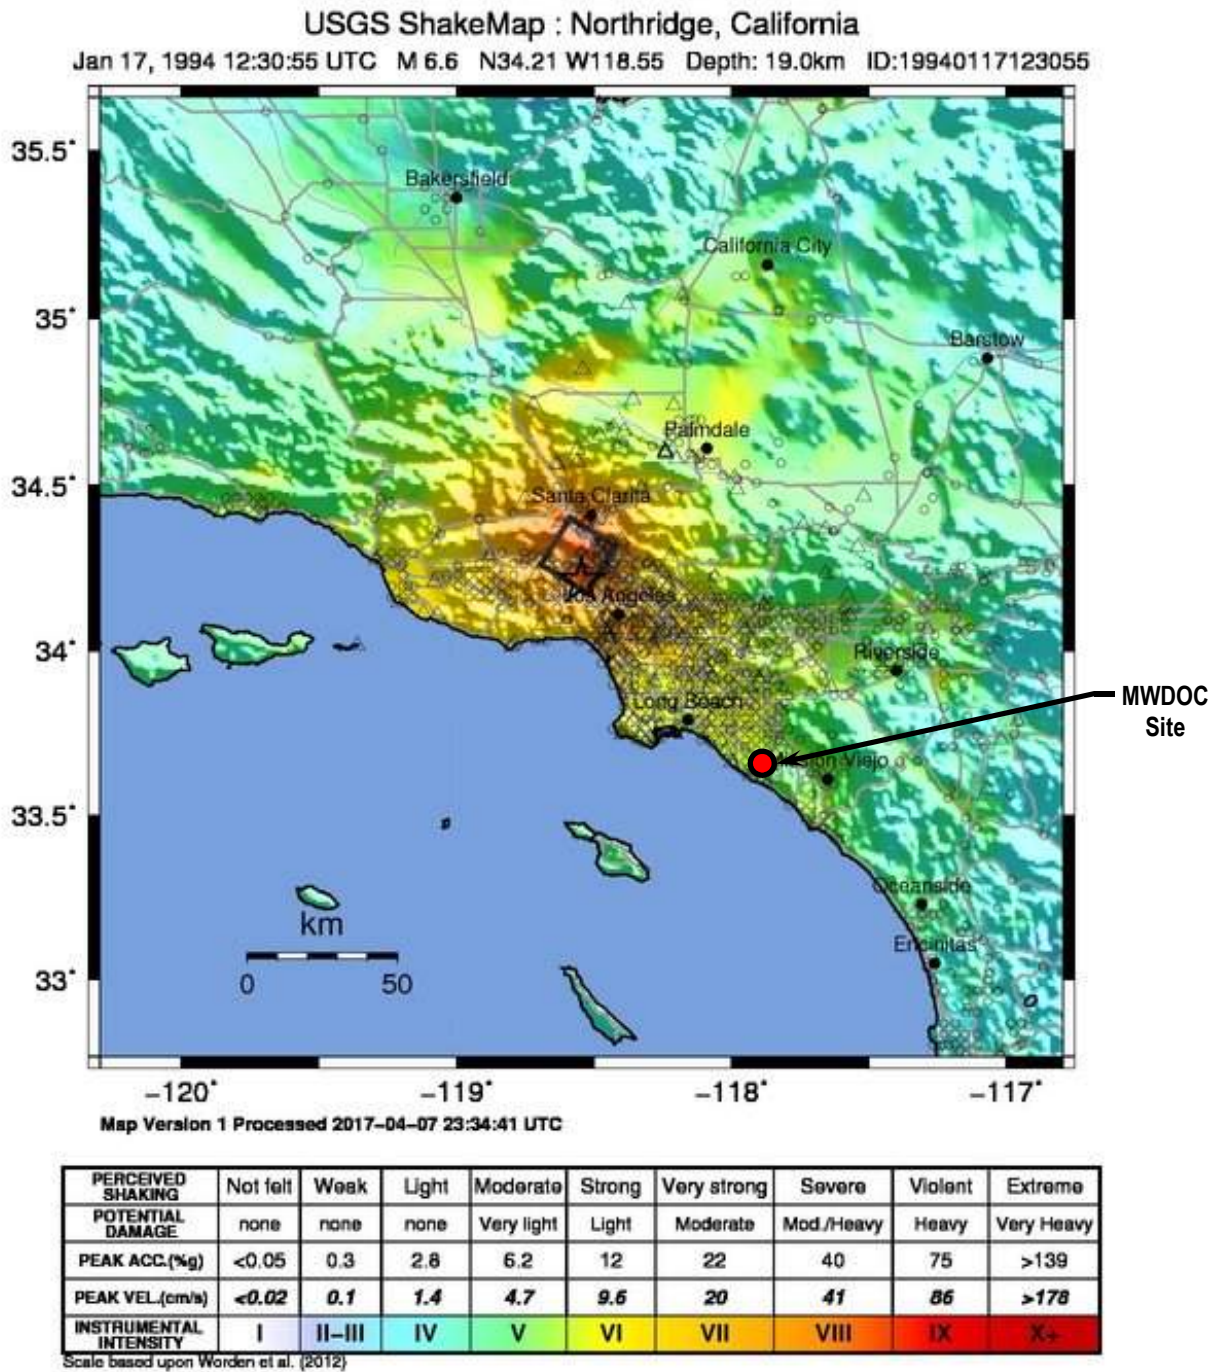 USGS ShakeMap : Northridge, California
Jan 17, 1994 12:30:55 UTC M 6.6 N34.21 W118.55 Depth: 19.0km ID:19940117123055
35.5°
Bakersfield
California City
35°
Barstow
Palmdale
34.5°
Santa Clarita
Los Angeles
34°
Riverside
Long Beach
MWDOC
Site
Mission Viejo
33.5°
Oceanside
km
Encinitas
0 50
33°
−120° −119° −118° −117°
Map Version 1 Processed 2017−04−07 23:34:41 UTC
PERCEIVED SHAKING Not felt Weak Light Moderate Strong Very strong Severe Violent Extreme
POTENTIAL DAMAGE none none none Very light Light Moderate Mod./Heavy Heavy Very Heavy
PEAK ACC.(%g) <0.05 0.3 2.8 6.2 12 22 40 75 >139
PEAK VEL.(cm/s) <0.02 0.1 1.4 4.7 9.6 20 41 86 >178
INSTRUMENTAL INTENSITY I II−III IV V VI VII VIII IX X+
Scale based upon Worden et al. (2012)